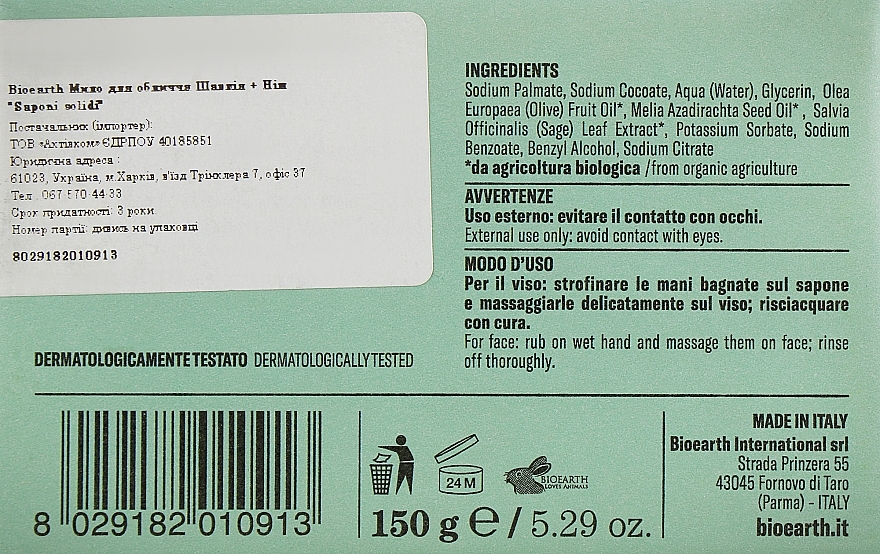 Bioearth Мило для обличчя Шавлія + Нім
"Saponi solidi"
Постачальник (імпортер):
ТОВ «Ахтіком» ЄДРПОУ 40185851
Юридична адреса :
61023, Україна, м.Харків, в'їзд Трінклера 7, офіс 37
Тел . 067 570 44 33
Срок придатності: 3 роки.
Номер партії: дивись на упаковці
8029182010913
INGREDIENTS
Sodium Palmate, Sodium Cocoate, Aqua (Water), Glycerin, Olea
Europaea (Olive) Fruit Oil*, Melia Azadirachta Seed Oil* , Salvia
Officinalis (Sage) Leaf Extract*, Potassium Sorbate, Sodium
Benzoate, Benzyl Alcohol, Sodium Citrate
*da agricoltura biologica /from organic agriculture
AVVERTENZE
Uso esterno: evitare il contatto con occhi.
External use only: avoid contact with eyes.
MODO D'USO
Per il viso: strofinare le mani bagnate sul sapone
e massaggiarle delicatamente sul viso; risciacquare
con cura.
For face: rub on wet hand and massage them on face; rinse
off thoroughly.
DERMATOLOGICAMENTE TESTATO DERMATOLOGICALLY TESTED
8 029182 010913
24 M
BIOEARTH
LOVES ANIMALS
150 g ℮ / 5.29 oz.
MADE IN ITALY
Bioearth International srl
Strada Prinzera 55
43045 Fornovo di Taro
(Parma) - ITALY
bioearth.it